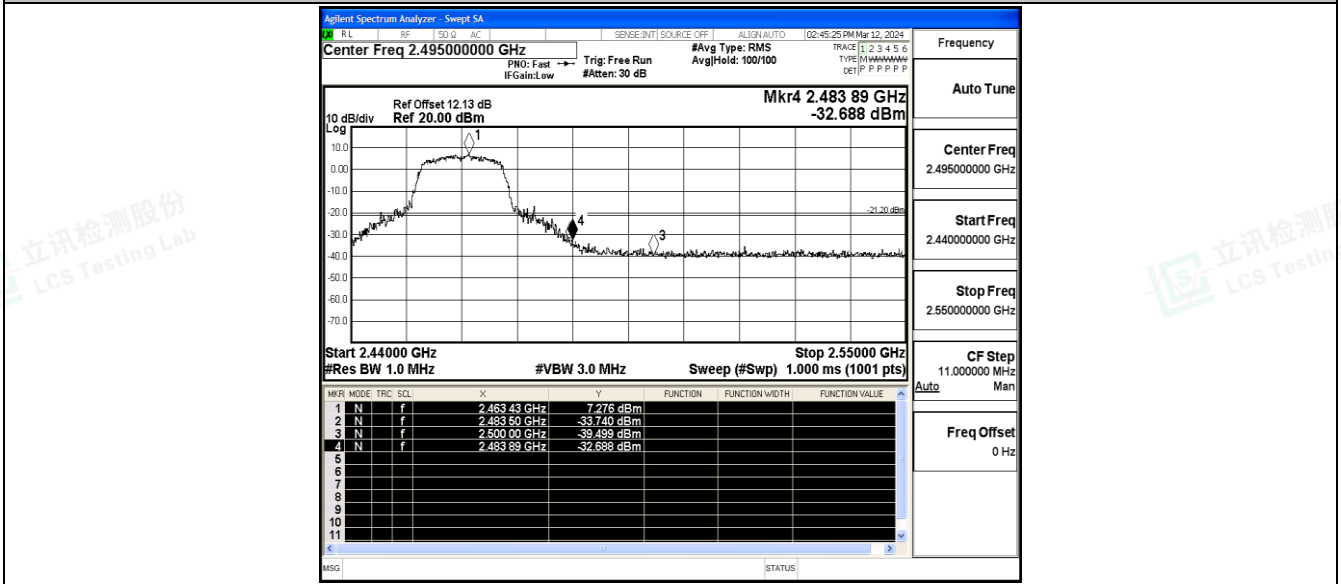 Agilent Spectrum Analyzer - Swept SA
RL RF 50 Ω AC SENSE:INT SOURCE OFF ALIGN AUTO 02:45:25 PM Mar 12, 2024
Center Freq 2.495000000 GHz
PNO: Fast
IFGain:Low
Trig: Free Run
#Atten: 30 dB
#Avg Type: RMS
Avg|Hold: 100/100
TRACE 1 2 3 4 5 6
TYPE M WWWWW
DET P P P P P P
Ref Offset 12.13 dB
Ref 20.00 dBm
10 dB/div
Log
Mkr4 2.483 89 GHz
-32.688 dBm
10.0
0.00
-10.0
-20.0
-30.0
-40.0
-50.0
-60.0
-70.0
1
4
3
-21.20 dBm
Start 2.44000 GHz Stop 2.55000 GHz
#Res BW 1.0 MHz #VBW 3.0 MHz Sweep (#Swp) 1.000 ms (1001 pts)
MKR MODE TRC SCL X Y FUNCTION FUNCTION WIDTH FUNCTION VALUE
1 N f 2.463 43 GHz 7.276 dBm
2 N f 2.483 50 GHz -33.740 dBm
3 N f 2.500 00 GHz -39.499 dBm
4 N f 2.483 89 GHz -32.688 dBm
5
6
7
8
9
10
11
MSG STATUS
Frequency
Auto Tune
Center Freq
2.495000000 GHz
Start Freq
2.440000000 GHz
Stop Freq
2.550000000 GHz
CF Step
11.000000 MHz
Auto Man
Freq Offset
0 Hz
立讯检测股份
LCS Testing Lab
立讯检测
LCS Testin